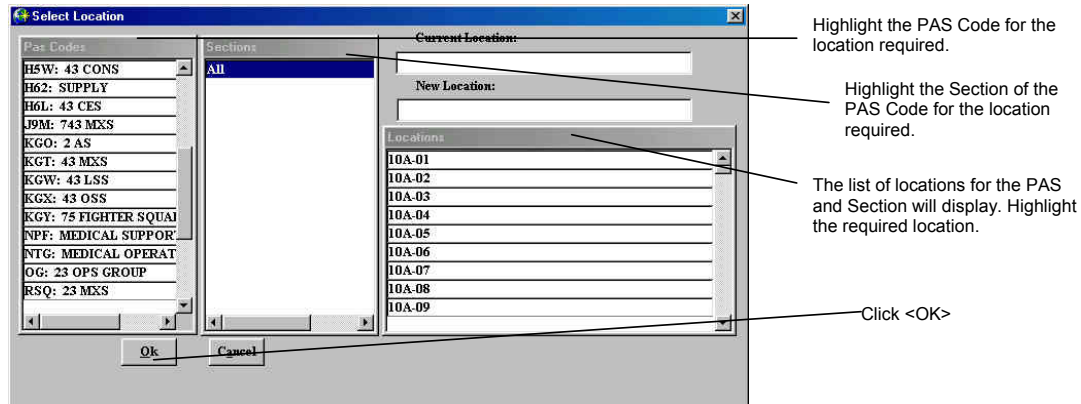 Select Location
Pas Codes
H5W: 43 CONS
H62: SUPPLY
H6L: 43 CES
J9M: 743 MXS
KGO: 2 AS
KGT: 43 MXS
KGW: 43 LSS
KGX: 43 OSS
KGY: 75 FIGHTER SQUA
NPF: MEDICAL SUPPOR
NTG: MEDICAL OPERAT
OG: 23 OPS GROUP
RSQ: 23 MXS
Sections
All
Current Location:
New Location:
Locations
10A-01
10A-02
10A-03
10A-04
10A-05
10A-06
10A-07
10A-08
10A-09
Ok
Cancel
Highlight the PAS Code for the
location required.
Highlight the Section of the
PAS Code for the location
required.
The list of locations for the PAS
and Section will display. Highlight
the required location.
Click <OK>